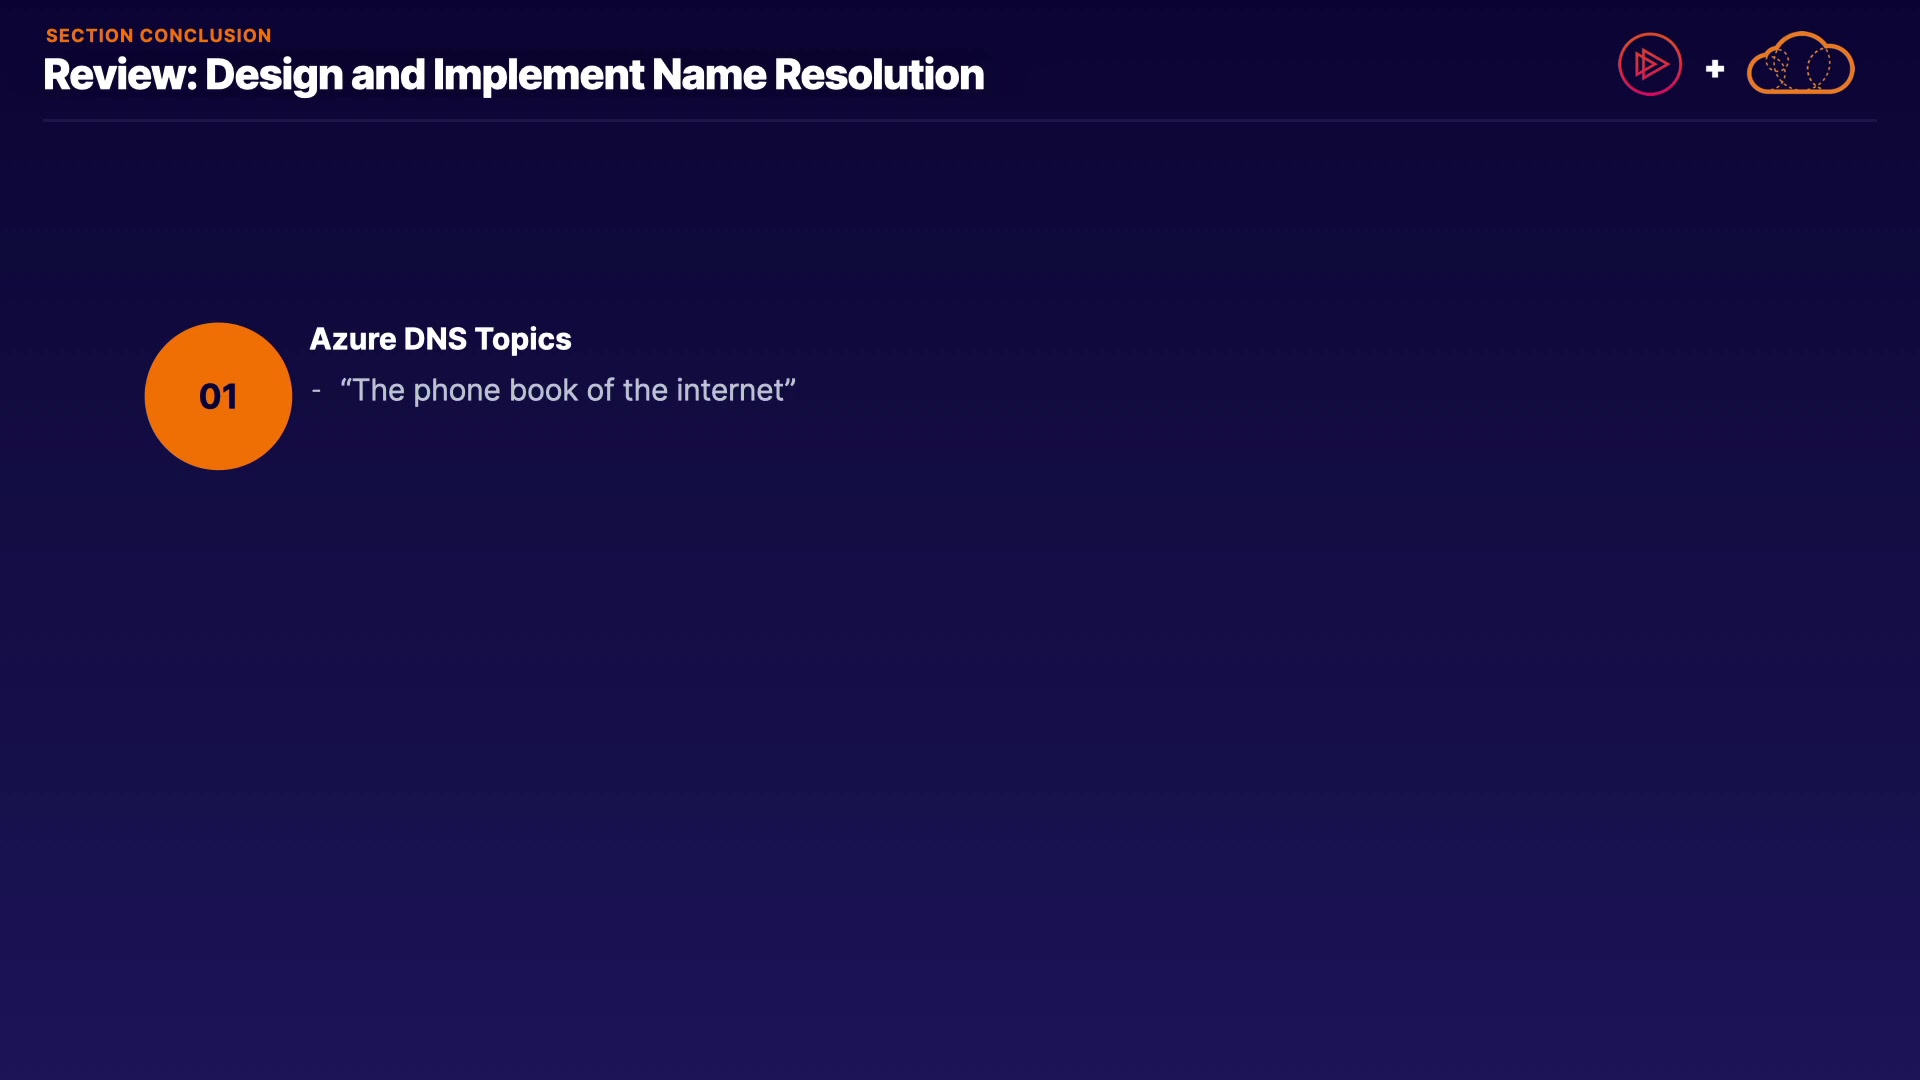 SECTION CONCLUSION
Review: Design and Implement Name Resolution
+
01
Azure DNS Topics
- “The phone book of the internet”